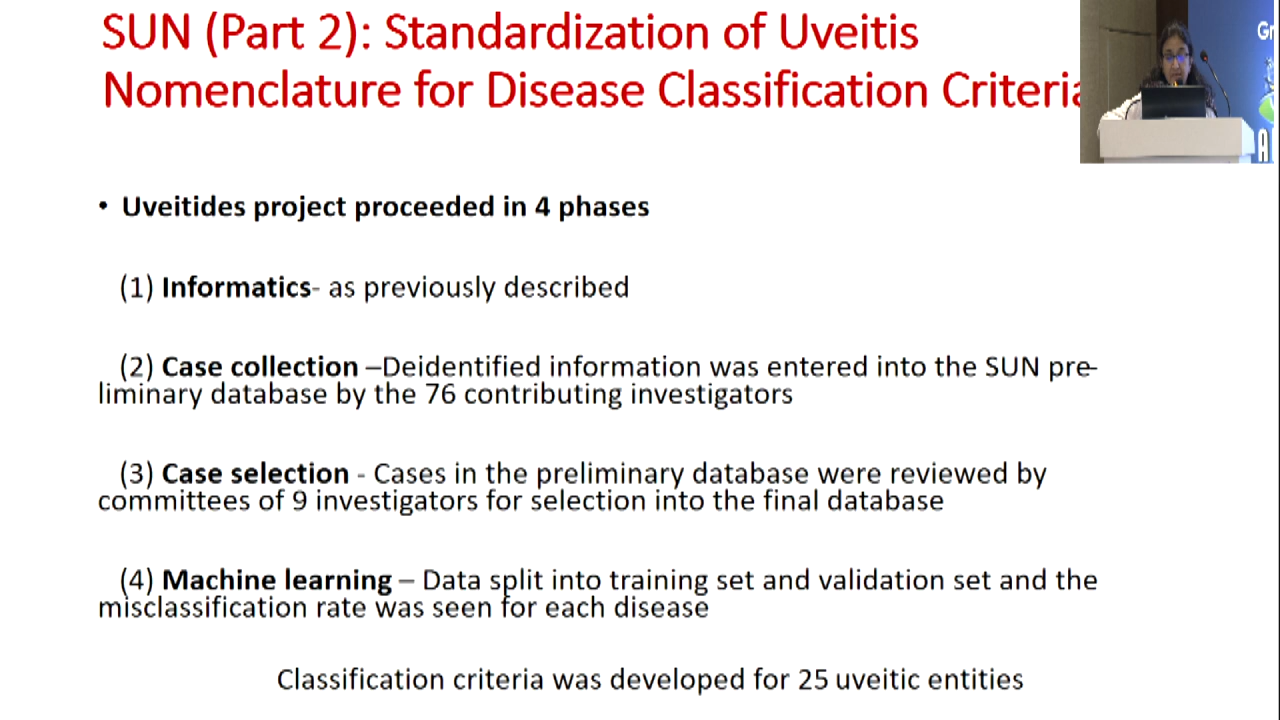 SUN (Part 2): Standardization of Uveitis
Nomenclature for Disease Classification Criteria
• Uveitides project proceeded in 4 phases
(1) Informatics- as previously described
(2) Case collection –Deidentified information was entered into the SUN pre-
liminary database by the 76 contributing investigators
(3) Case selection - Cases in the preliminary database were reviewed by
committees of 9 investigators for selection into the final database
(4) Machine learning – Data split into training set and validation set and the
misclassification rate was seen for each disease
Classification criteria was developed for 25 uveitic entities